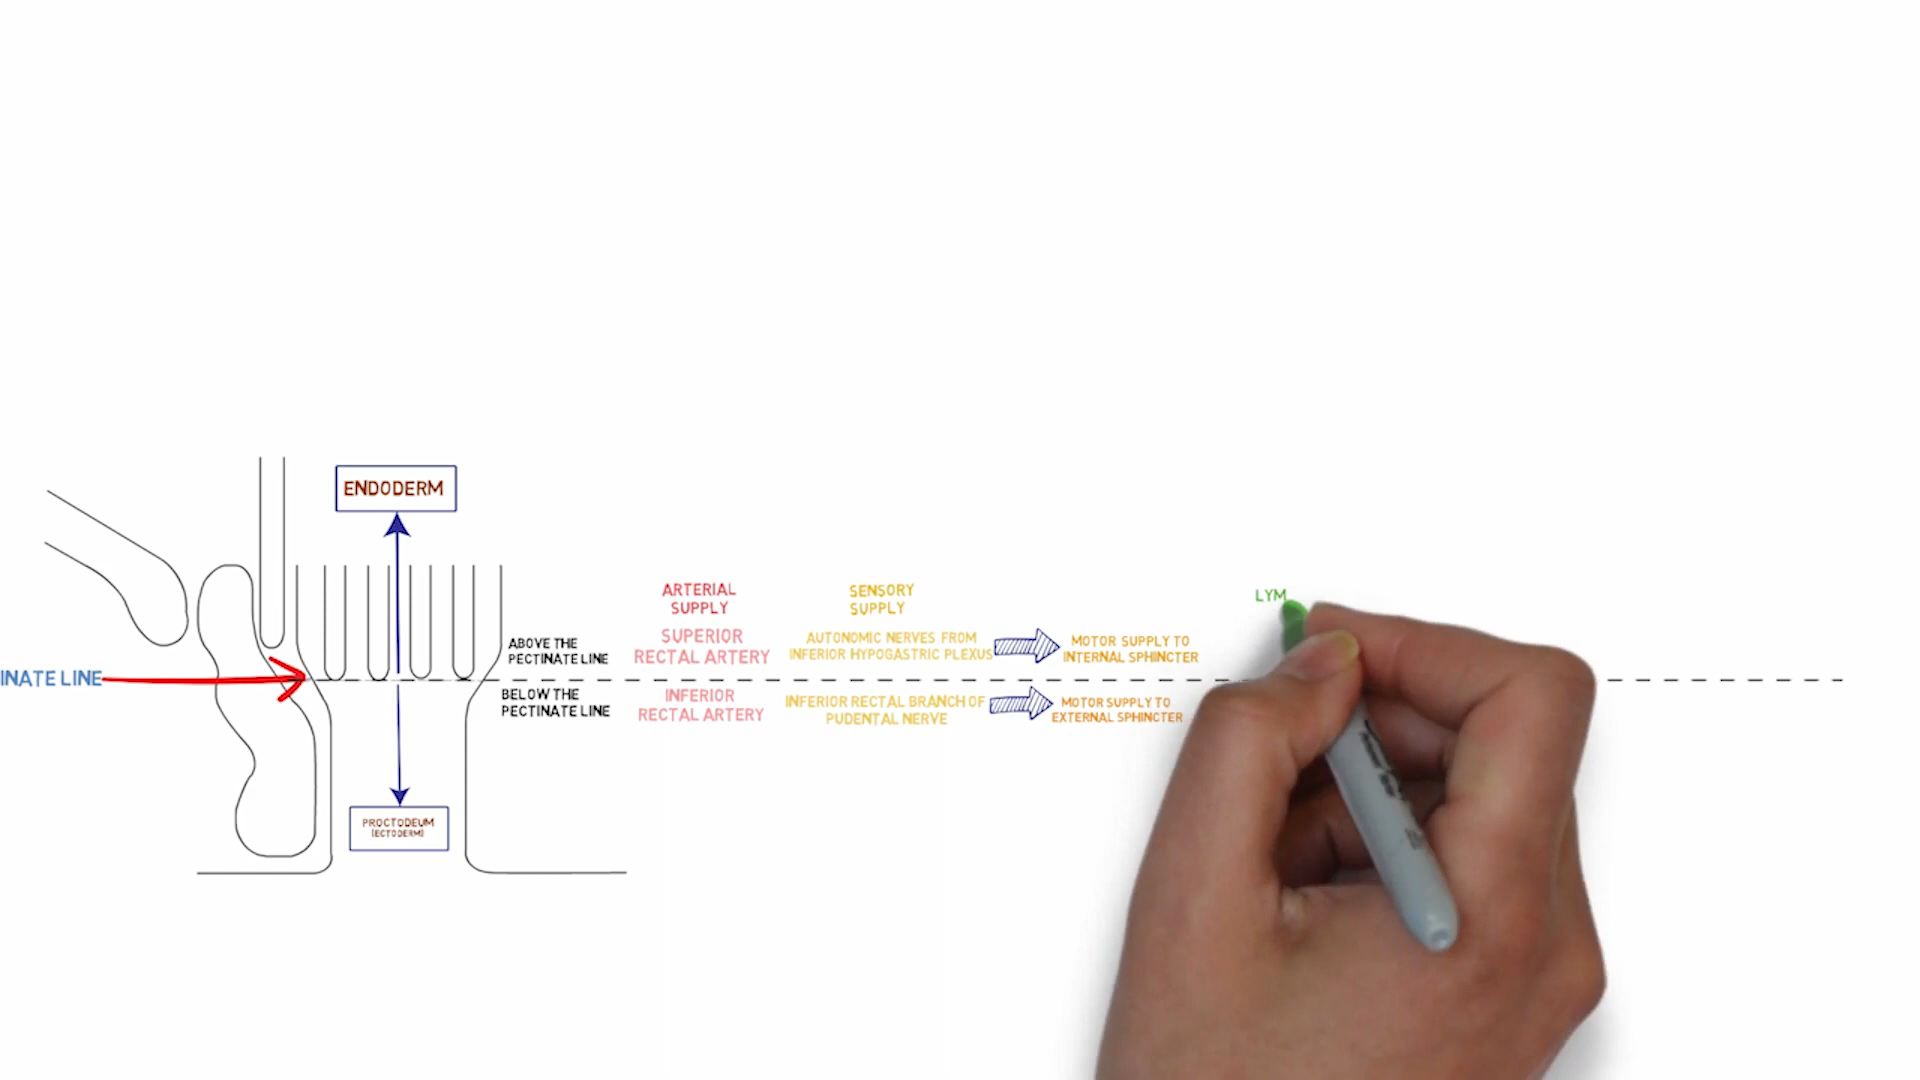 ENDODERM
ARTERIAL
SUPPLY
SENSORY
SUPPLY
LYM
ABOVE THE
PECTINATE LINE
SUPERIOR
RECTAL ARTERY
AUTONOMIC NERVES FROM
INFERIOR HYPOGASTRIC PLEXUS
MOTOR SUPPLY TO
INTERNAL SPHINCTER
INATE LINE
BELOW THE
PECTINATE LINE
INFERIOR
RECTAL ARTERY
INFERIOR RECTAL BRANCH OF
PUDENTAL NERVE
MOTOR SUPPLY TO
EXTERNAL SPHINCTER
PROCTODEUM
(ECTODERM)